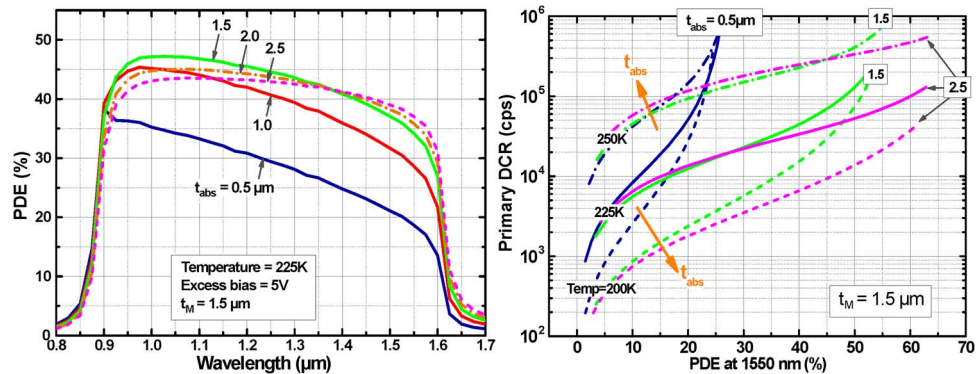 PDE (%)
50
40
30
20
10
0
1.5
2.0
2.5
1.0
t_abs = 0.5 µm
Temperature = 225K
Excess bias = 5V
t_M = 1.5 µm
0.8 0.9 1.0 1.1 1.2 1.3 1.4 1.5 1.6 1.7
Wavelength (µm)
Primary DCR (cps)
10^6
10^5
10^4
10^3
10^2
t_abs = 0.5µm
1.5
t_abs
1.5
2.5
250K
225K
t_abs
Temp=200K
t_M = 1.5 µm
0 10 20 30 40 50 60 70
PDE at 1550 nm (%)